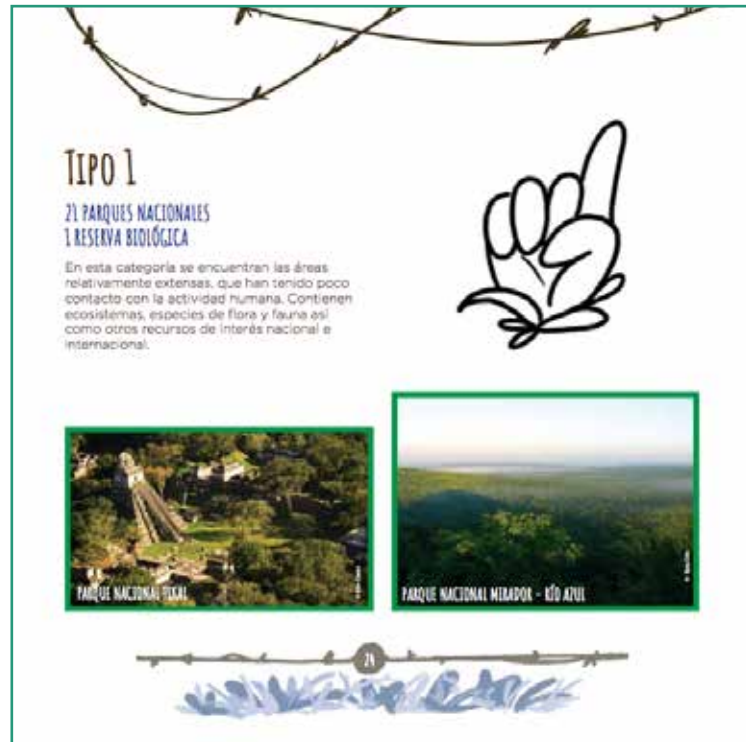 TIPO 1
21 PARQUES NACIONALES
1 RESERVA BIOLÓGICA
En esta categoría se encuentran las áreas
relativamente extensas, que han tenido poco
contacto con la actividad humana. Contienen
ecosistemas, especies de flora y fauna así
como otros recursos de interés nacional e
internacional.
PARQUE NACIONAL TIKAL
PARQUE NACIONAL MIRADOR - RÍO AZUL
24